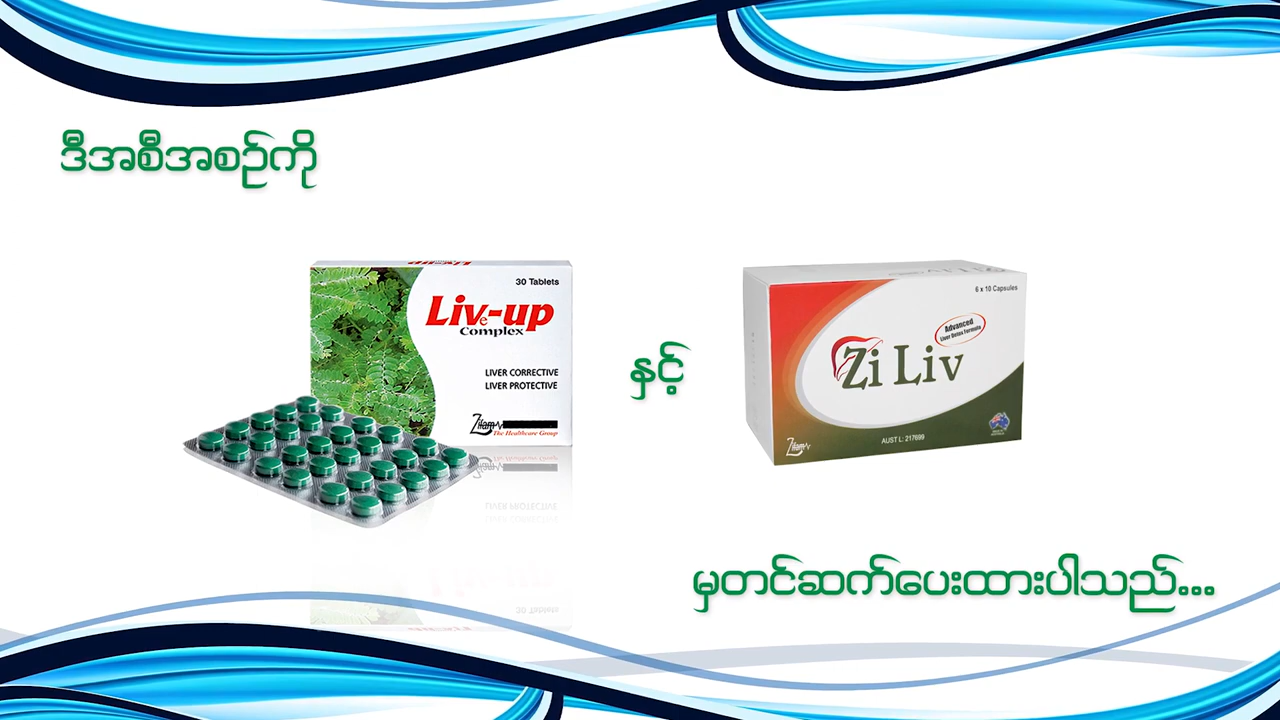 ဒီအစီအစဉ်ကို
30 Tablets
Live-up
Complex
LIVER CORRECTIVE
LIVER PROTECTIVE
Zifam
The Healthcare Group
နှင့်
6 x 10 Capsules
Advanced
Liver Detox Formula
Zi Liv
Zifam
AUST L: 217699
မှတင်ဆက်ပေးထားပါသည်...